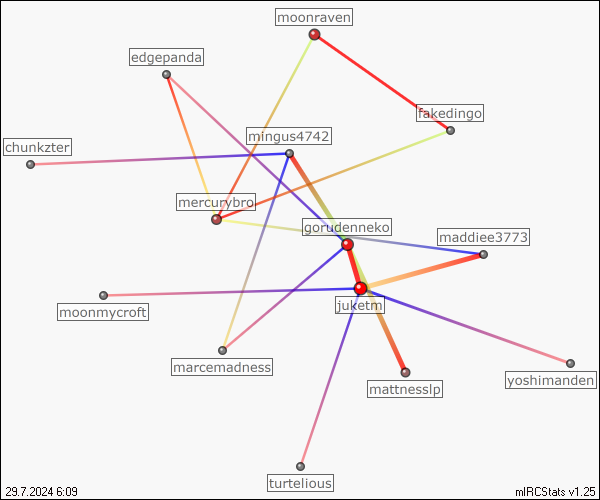 moonraven
edgepanda
fakedingo
mingus4742
chunkzter
mercurybro
gorudenneko
maddiee3773
juketm
moonmycroft
marcemadness
mattnesslp
yoshimanden
turtelious
29.7.2024 6:09
mIRCStats v1.25